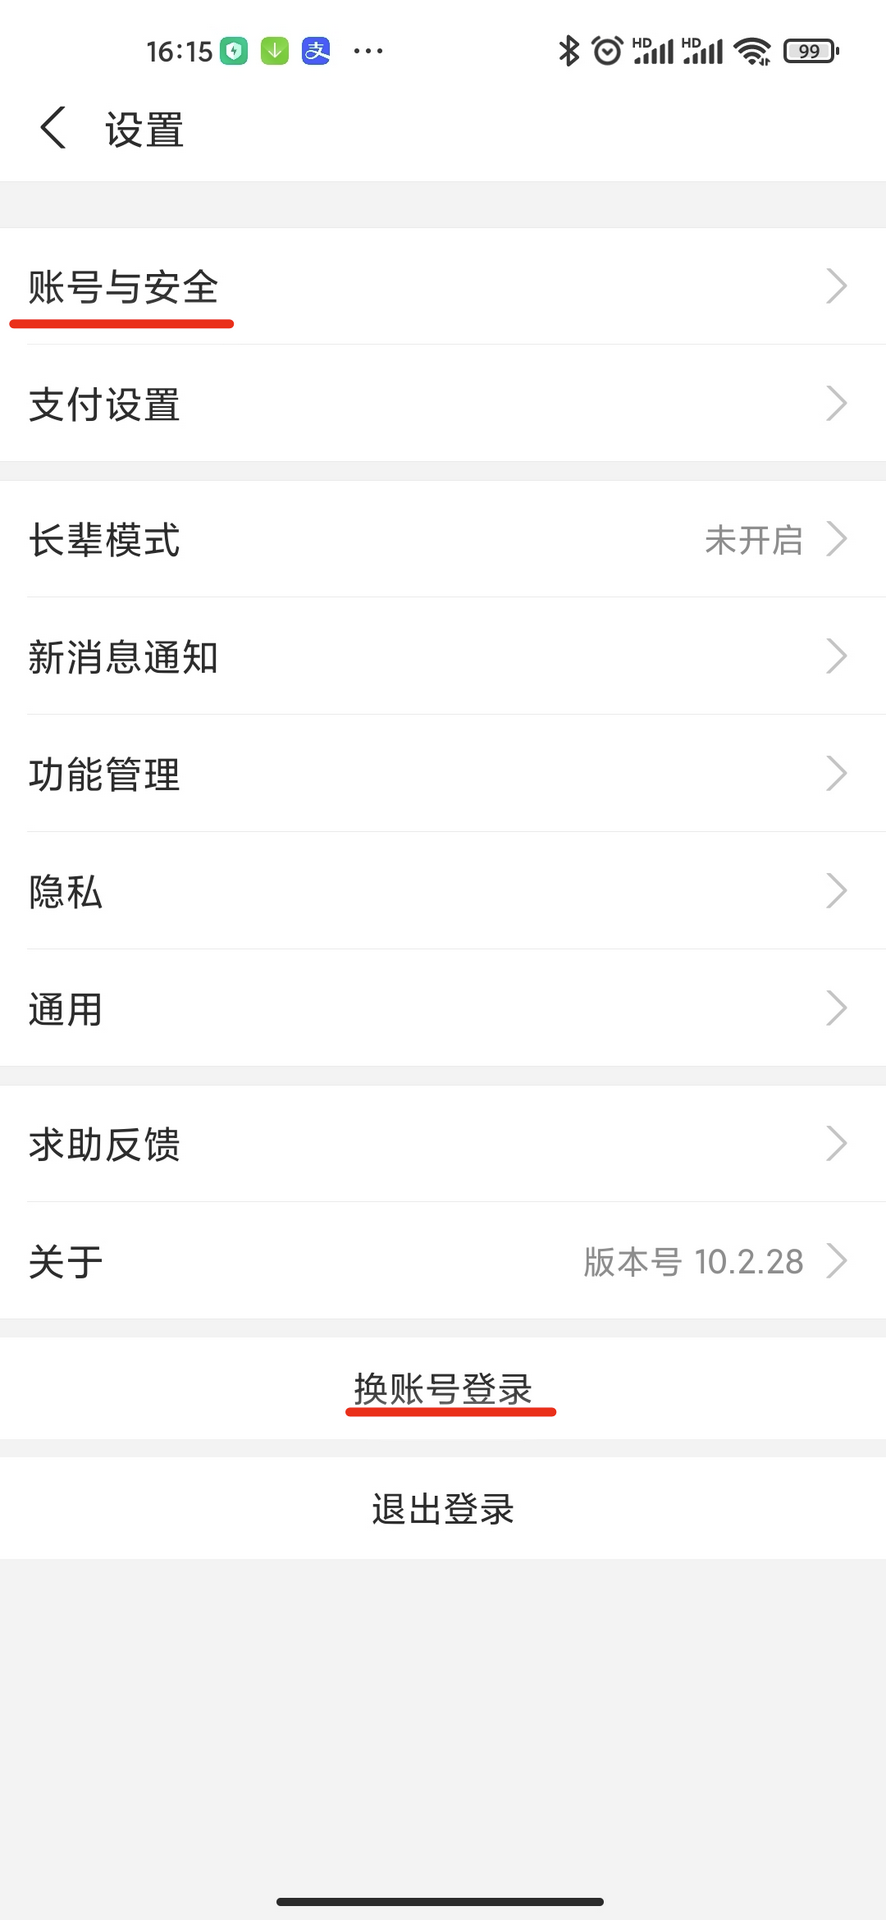 16:15 支 ... HD HD 99
设置
账号与安全
支付设置
长辈模式 未开启
新消息通知
功能管理
隐私
通用
求助反馈
关于 版本号 10.2.28
换账号登录
退出登录